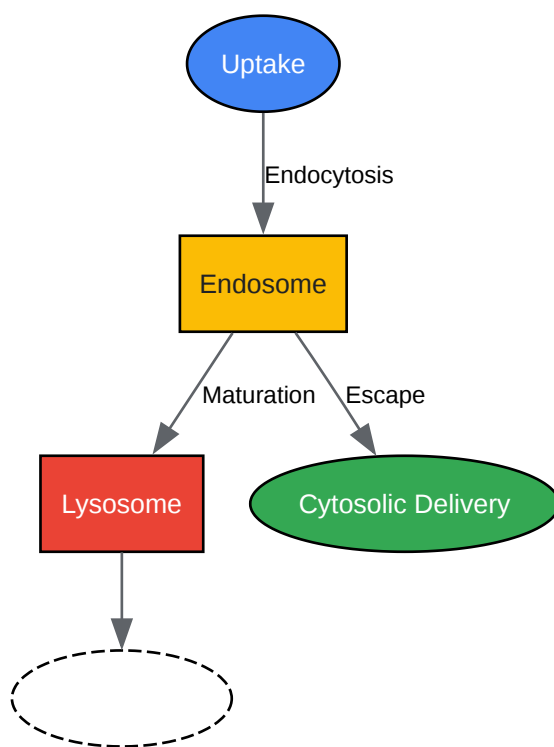 Uptake
Endocytosis
Endosome
Maturation
Escape
Lysosome
Cytosolic Delivery